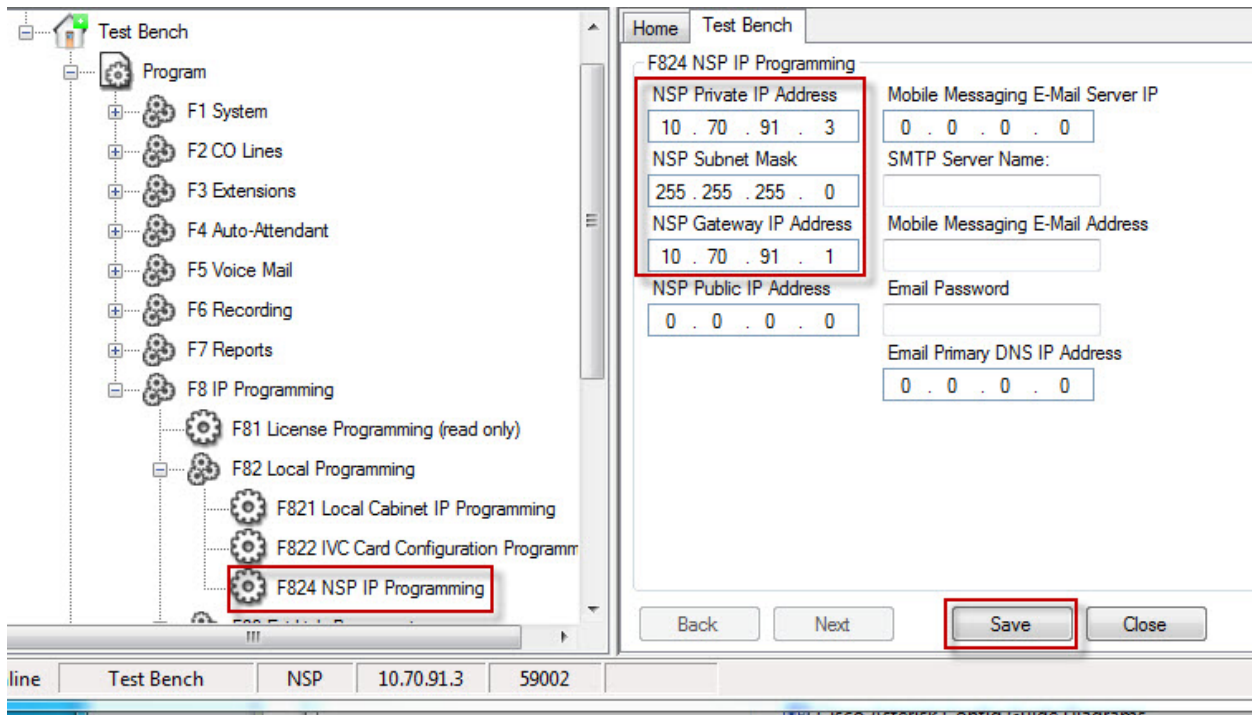 Test Bench
Program
F1 System
F2 CO Lines
F3 Extensions
F4 Auto-Attendant
F5 Voice Mail
F6 Recording
F7 Reports
F8 IP Programming
F81 License Programming (read only)
F82 Local Programming
F821 Local Cabinet IP Programming
F822 IVC Card Configuration Programm
F824 NSP IP Programming
Home
Test Bench
F824 NSP IP Programming
NSP Private IP Address
10 . 70 . 91 . 3
NSP Subnet Mask
255 . 255 . 255 . 0
NSP Gateway IP Address
10 . 70 . 91 . 1
NSP Public IP Address
0 . 0 . 0 . 0
Mobile Messaging E-Mail Server IP
0 . 0 . 0 . 0
SMTP Server Name:
Mobile Messaging E-Mail Address
Email Password
Email Primary DNS IP Address
0 . 0 . 0 . 0
Back
Next
Save
Close
line
Test Bench
NSP
10.70.91.3
59002